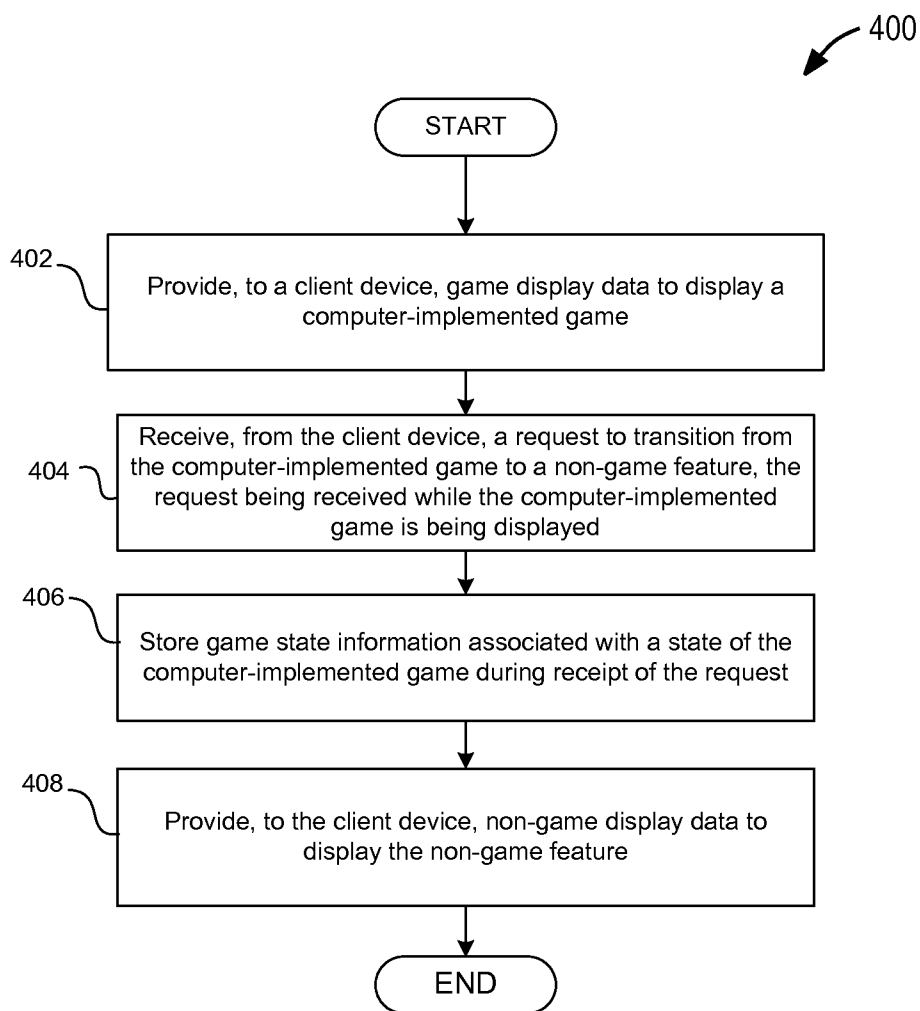 400
START
402
Provide, to a client device, game display data to display a
computer-implemented game
404
Receive, from the client device, a request to transition from
the computer-implemented game to a non-game feature, the
request being received while the computer-implemented
game is being displayed
406
Store game state information associated with a state of the
computer-implemented game during receipt of the request
408
Provide, to the client device, non-game display data to
display the non-game feature
END